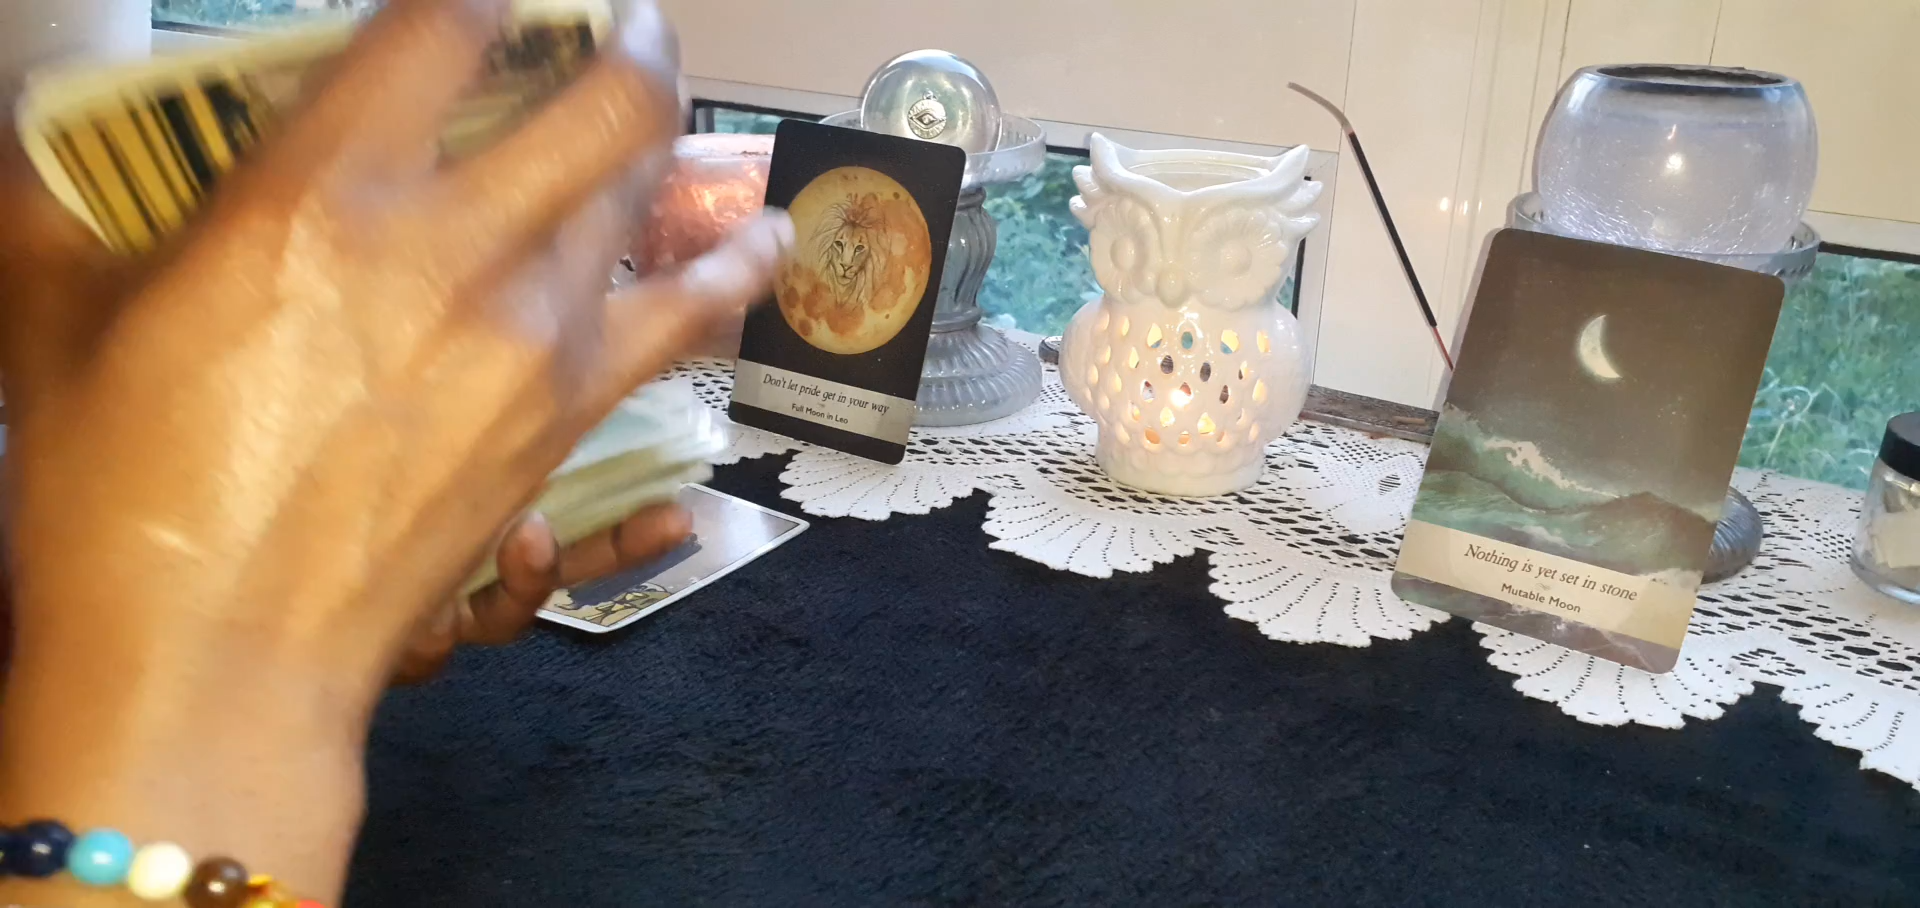 Don't let pride get in your way
Full Moon in Leo
Nothing is yet set in stone
Mutable Moon